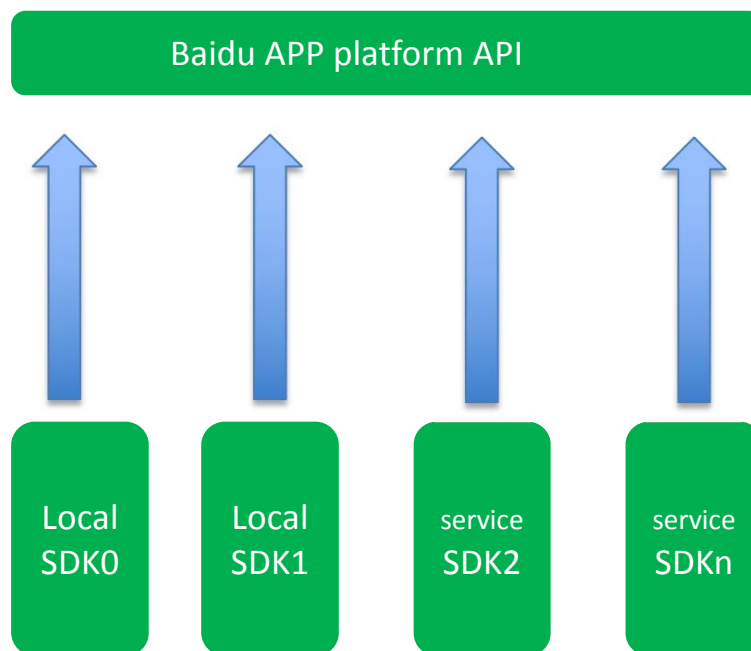 Baidu APP platform API
Local
SDK0
Local
SDK1
service
SDK2
service
SDKn